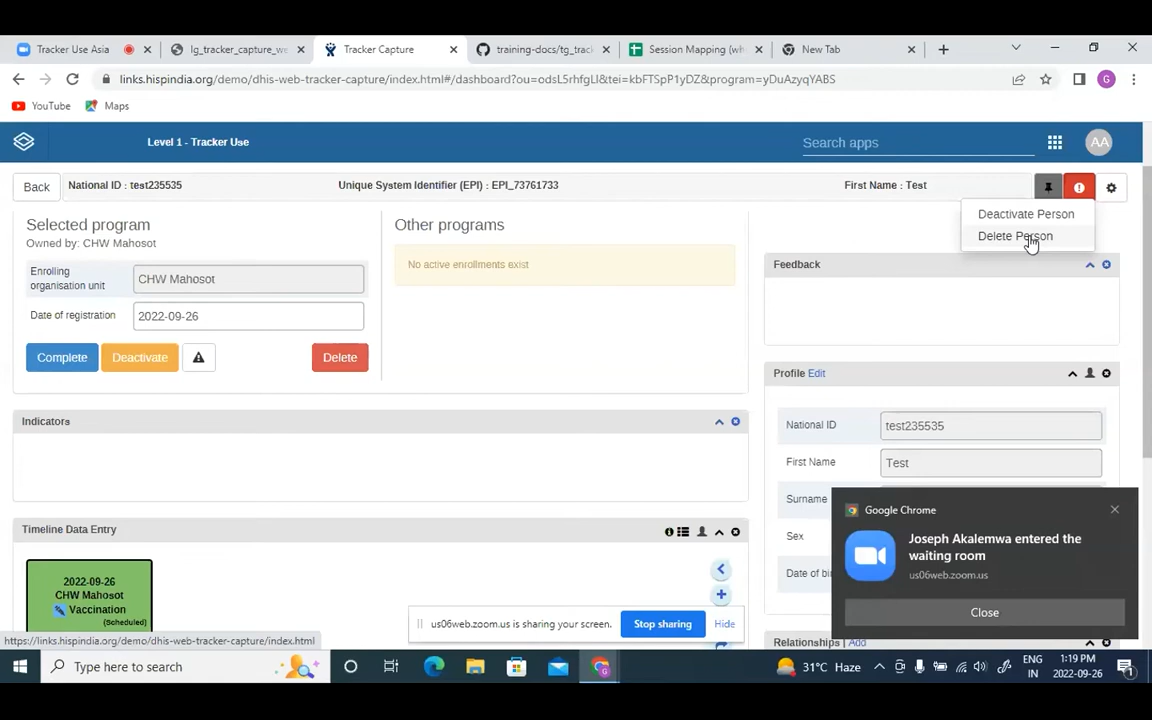 Tracker Use Asia
lg_tracker_capture_we
Tracker Capture
training-docs/tg_track
Session Mapping (wh
New Tab
links.hispindia.org/demo/dhis-web-tracker-capture/index.html#/dashboard?ou=odsL5rhfgLl&tei=kbFTSpP1yDZ&program=yDuAzyqYABS
G
YouTube
Maps
Level 1 - Tracker Use
Search apps
AA
Back
National ID : test235535
Unique System Identifier (EPI) : EPI_73761733
First Name : Test
Deactivate Person
Delete Person
Selected program
Owned by: CHW Mahosot
Other programs
No active enrollments exist
Enrolling
organisation unit
CHW Mahosot
Date of registration
2022-09-26
Complete
Deactivate
Delete
Feedback
Profile Edit
National ID
test235535
First Name
Test
Surname
Sex
Date of bi
Indicators
Timeline Data Entry
2022-09-26
CHW Mahosot
Vaccination
(Scheduled)
Google Chrome
Joseph Akalemwa entered the
waiting room
us06web.zoom.us
Close
us06web.zoom.us is sharing your screen.
Stop sharing
Hide
Relationships | Add
https://links.hispindia.org/demo/dhis-web-tracker-capture/index.html
Type here to search
31°C Haze
ENG
IN
1:19 PM
2022-09-26
1